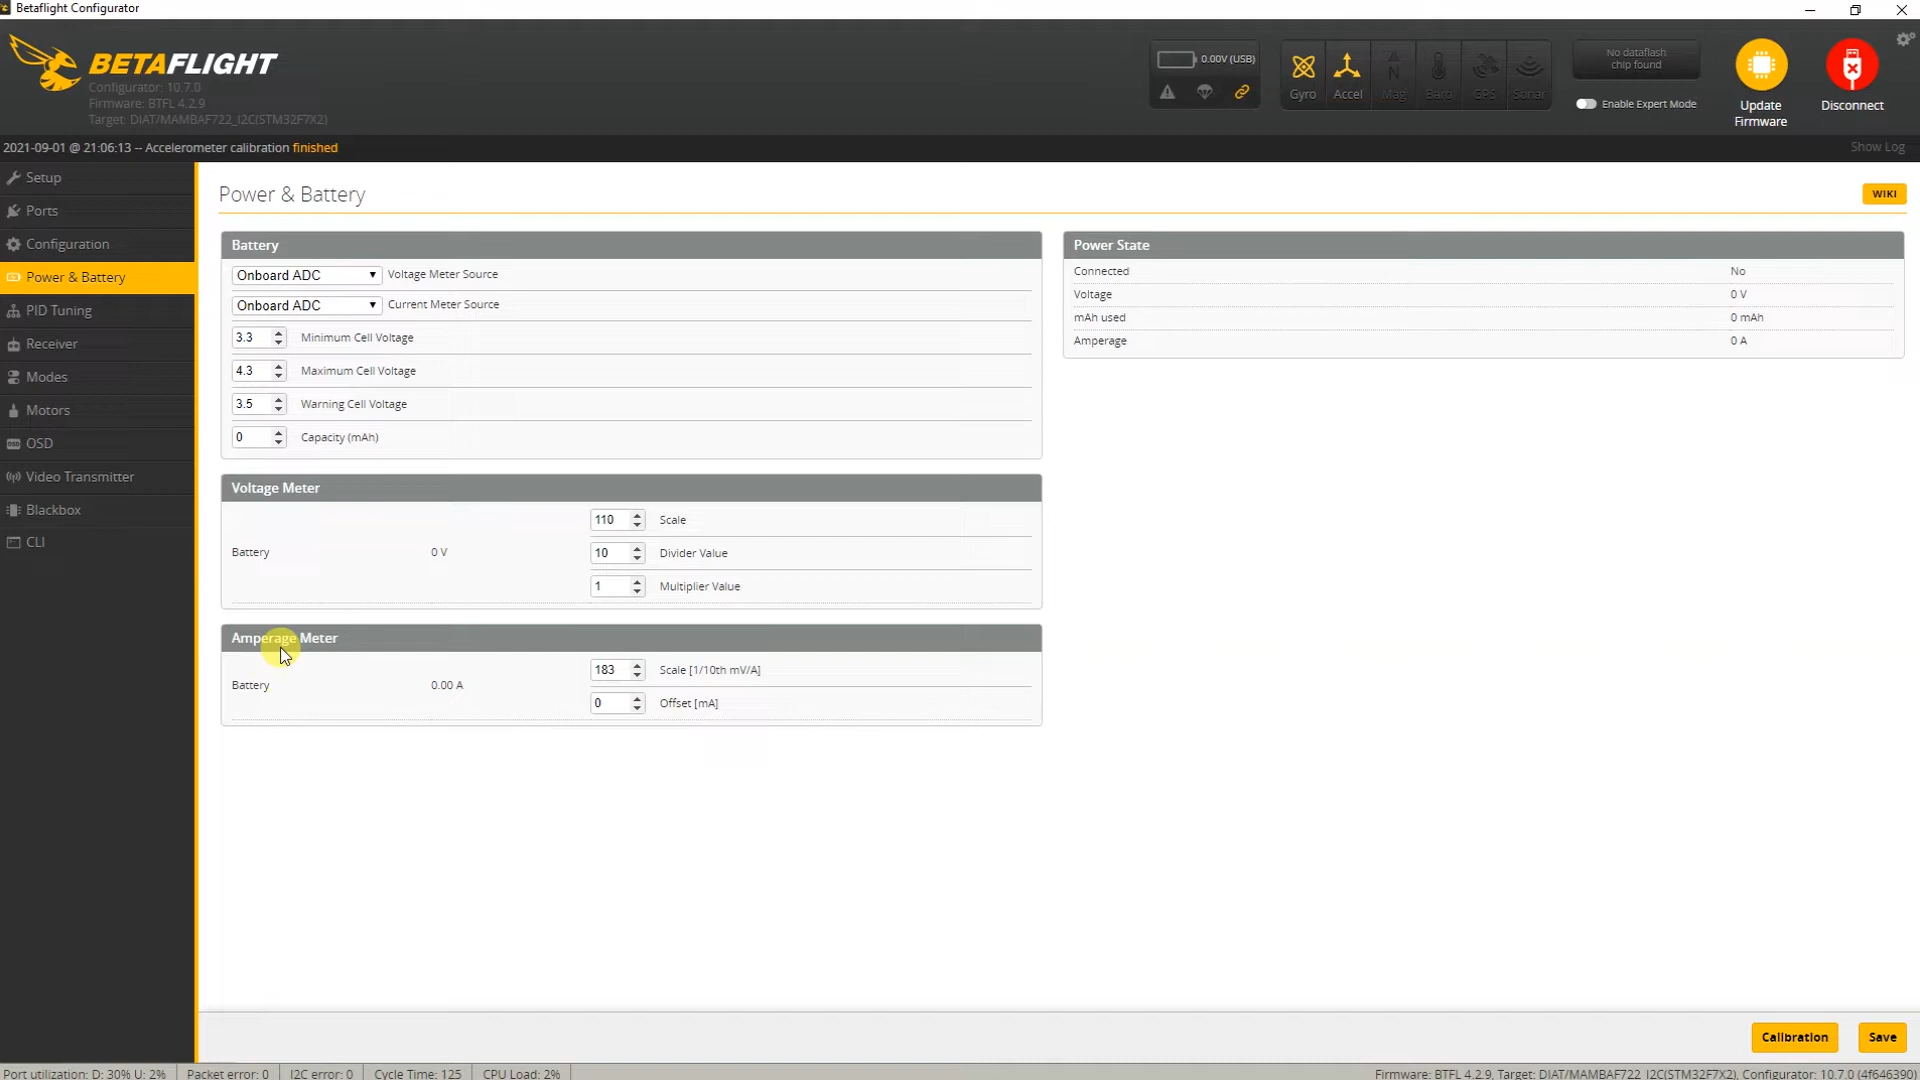 Betaflight Configurator
BETAFLIGHT
Configurator: 10.7.0
Firmware: BTFL 4.2.9
Target: DIAT/MAMBAF722_I2C(STM32F7X2)
0.00V (USB)
Gyro
Accel
Mag
Baro
GPS
Sonar
No dataflash
chip found
Enable Expert Mode
Update
Firmware
Disconnect
2021-09-01 @ 21:06:13 -- Accelerometer calibration finished
Show Log
Setup
Ports
Configuration
Power & Battery
PID Tuning
Receiver
Modes
Motors
OSD
Video Transmitter
Blackbox
CLI
Power & Battery
WIKI
Battery
Onboard ADC Voltage Meter Source
Onboard ADC Current Meter Source
3.3 Minimum Cell Voltage
4.3 Maximum Cell Voltage
3.5 Warning Cell Voltage
0 Capacity (mAh)
Power State
Connected No
Voltage 0 V
mAh used 0 mAh
Amperage 0 A
Voltage Meter
Battery 0 V
110 Scale
10 Divider Value
1 Multiplier Value
Amperage Meter
Battery 0.00 A
183 Scale [1/10th mV/A]
0 Offset [mA]
Calibration
Save
Port utilization: D: 30% U: 2% Packet error: 0 I2C error: 0 Cycle Time: 125 CPU Load: 2% Firmware: BTFL 4.2.9, Target: DIAT/MAMBAF722_I2C(STM32F7X2), Configurator: 10.7.0 (4f646390)